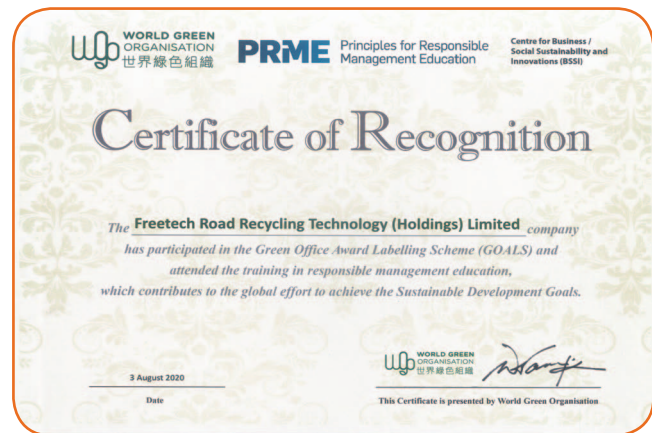 WORLD GREEN
ORGANISATION
世界綠色組織
PRME Principles for Responsible
Management Education
Centre for Business /
Social Sustainability and
Innovations (BSSI)
Certificate of Recognition
The Freetech Road Recycling Technology (Holdings) Limited company
has participated in the Green Office Award Labelling Scheme (GOALS) and
attended the training in responsible management education,
which contributes to the global effort to achieve the Sustainable Development Goals.
WORLD GREEN
ORGANISATION
世界綠色組織
3 August 2020
Date
This Certificate is presented by World Green Organisation